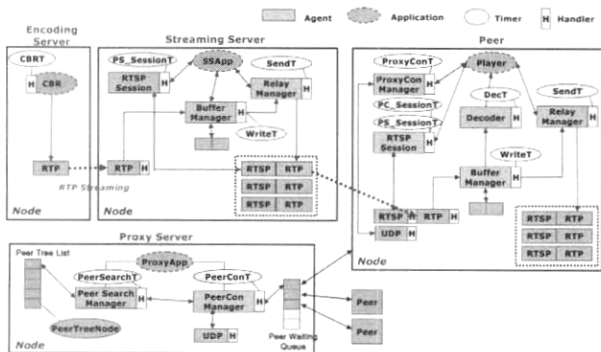 Agent
Application
Timer
H
Handler
Encoding
Server
Streaming Server
Peer
CBRT
H
CBR
RTP
Node
RTP Streaming
PS_SessionT
SSApp
SendT
RTSP
Session
H
Relay
Manager
H
Buffer
Manager
H
WriteT
RTP
H
RTSP
RTP
RTSP
RTP
RTSP
RTP
Node
ProxyConT
Player
ProxyCon
Manager
H
PC_SessionT
PS_SessionT
RTSP
Session
H
DecT
Decoder
H
SendT
Relay
Manager
H
WriteT
Buffer
Manager
H
RTSP
H
RTP
H
UDP
H
RTSP
RTP
RTSP
RTP
RTSP
RTP
Node
Proxy Server
Peer Tree List
ProxyApp
PeerSearchT
PeerConT
Peer Search
Manager
H
PeerCon
Manager
H
PeerTreeNode
UDP
H
Peer Waiting
Queue
Node
Peer
Peer